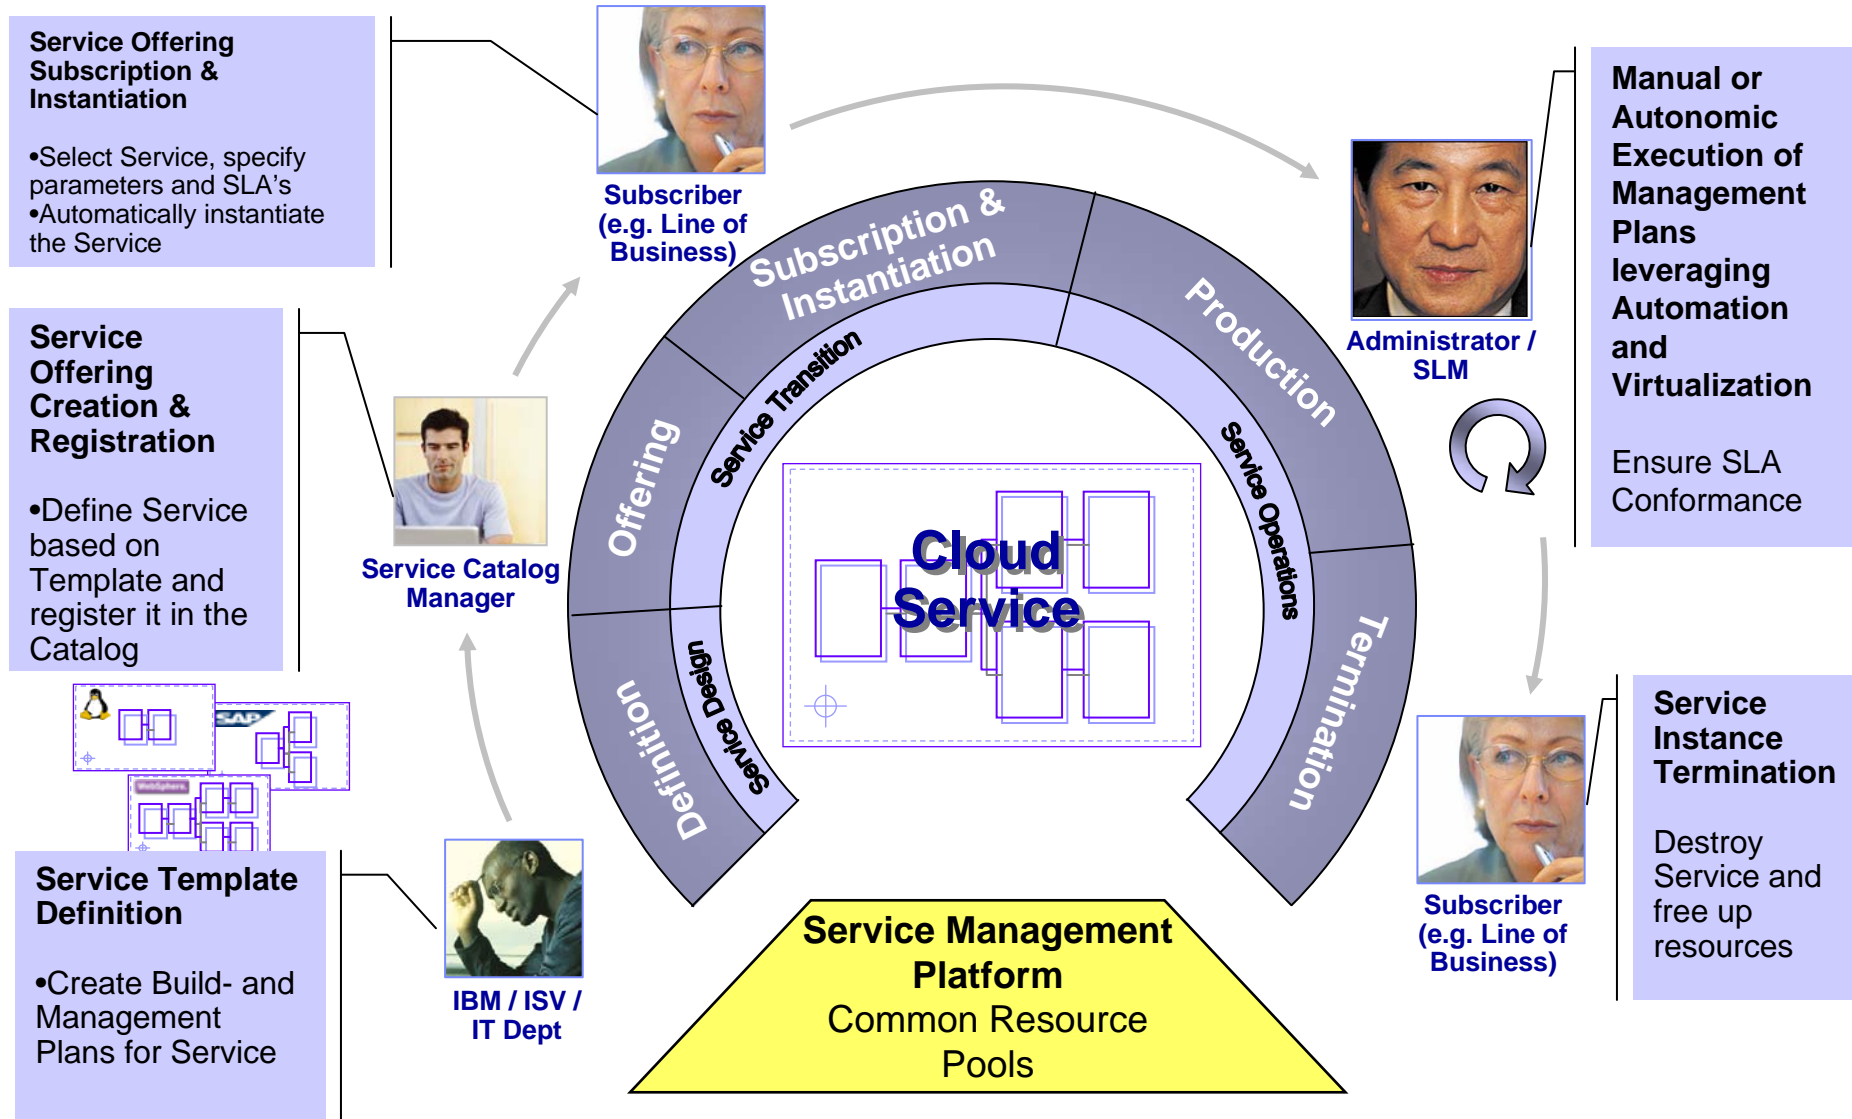 Service Offering
Subscription &
Instantiation
•Select Service, specify
parameters and SLA's
•Automatically instantiate
the Service
Subscriber
(e.g. Line of
Business)
Manual or
Autonomic
Execution of
Management
Plans
leveraging
Automation
and
Virtualization
Ensure SLA
Conformance
Administrator /
SLM
Service
Offering
Creation &
Registration
•Define Service
based on
Template and
register it in the
Catalog
Service Catalog
Manager
Definition
Offering
Subscription &
Instantiation
Production
Termination
Service Design
Service Transition
Service Operations
Cloud
Service
SAP
WebSphere.
Service Template
Definition
•Create Build- and
Management
Plans for Service
IBM / ISV /
IT Dept
Service Management
Platform
Common Resource
Pools
Subscriber
(e.g. Line of
Business)
Service
Instance
Termination
Destroy
Service and
free up
resources